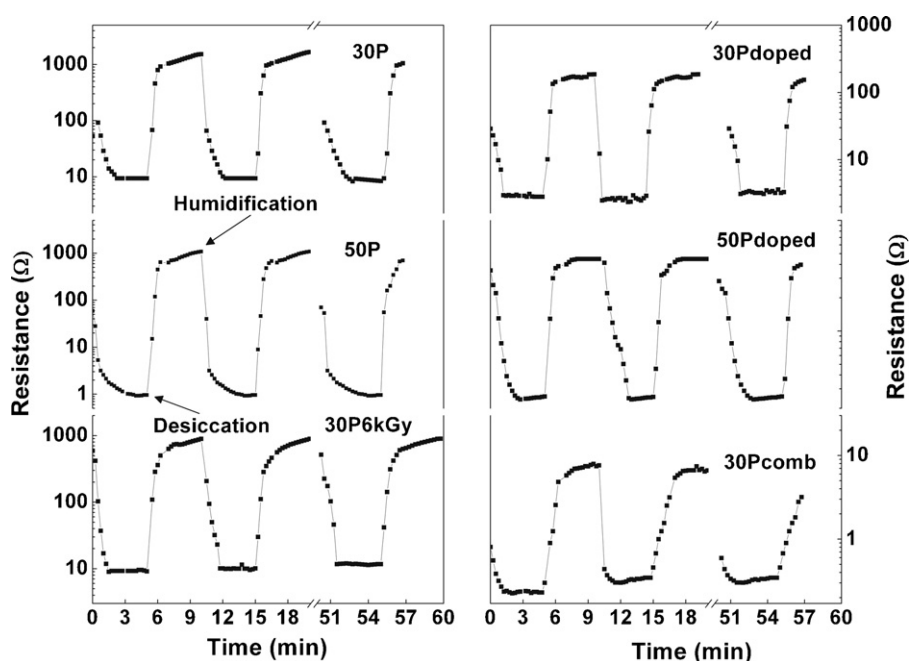 30P
1000
100
10
Humidification
50P
1000
100
10
1
Desiccation
30P6kGy
1000
100
10
Resistance (Ω)
0 3 6 9 12 15 18 51 54 57 60
Time (min)
30Pdoped
1000
100
10
50Pdoped
30Pcomb
10
1
Resistance (Ω)
0 3 6 9 12 15 18 51 54 57 60
Time (min)